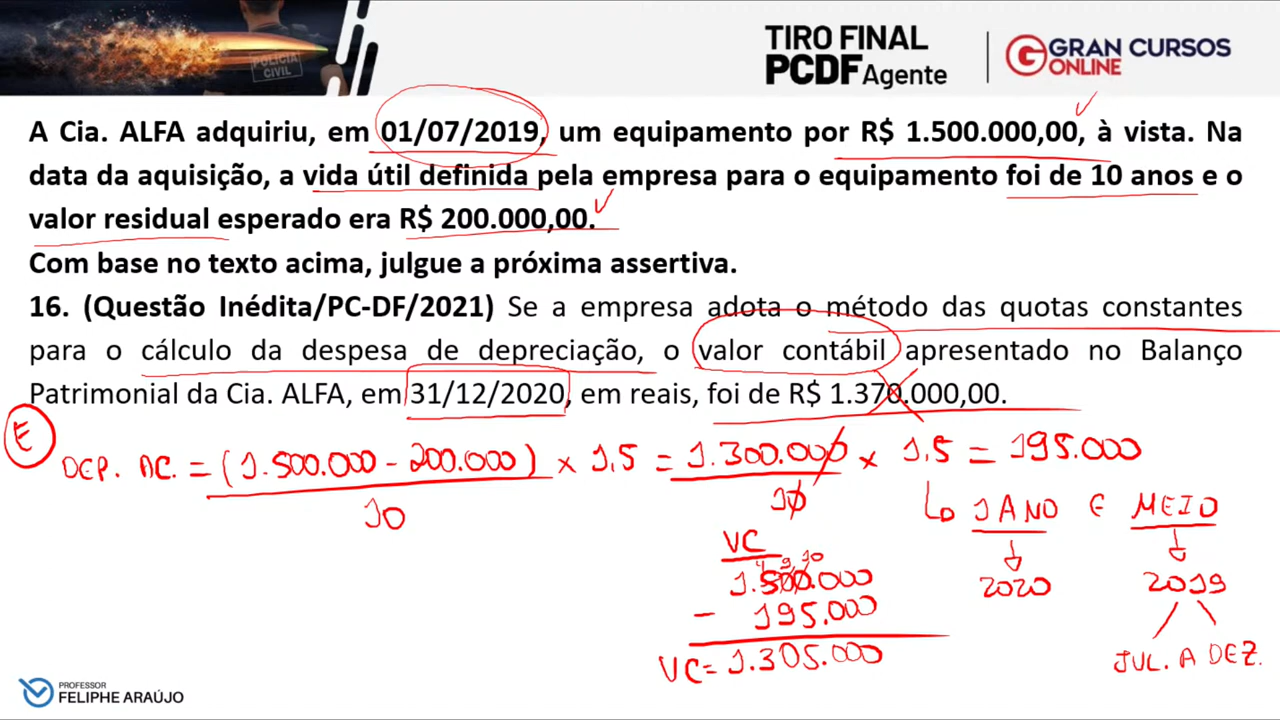 POLÍCIA
CIVIL
TIRO FINAL
PCDF Agente
GRAN CURSOS
ONLINE
A Cia. ALFA adquiriu, em 01/07/2019, um equipamento por R$ 1.500.000,00, à vista. Na
data da aquisição, a vida útil definida pela empresa para o equipamento foi de 10 anos e o
valor residual esperado era R$ 200.000,00.
Com base no texto acima, julgue a próxima assertiva.
16. (Questão Inédita/PC-DF/2021) Se a empresa adota o método das quotas constantes
para o cálculo da despesa de depreciação, o valor contábil apresentado no Balanço
Patrimonial da Cia. ALFA, em 31/12/2020, em reais, foi de R$ 1.370.000,00.
E
DEP. AC. = (1.500.000 - 200.000) x 1,5 = 1.300.000 x 1,5 = 195.000
10 10
↳ 1 ANO E MEIO
2020 2019
JUL. A DEZ.
VC
4 9 10
1.500.000
- 195.000
VC = 1.305.000
PROFESSOR
FELIPHE ARAÚJO